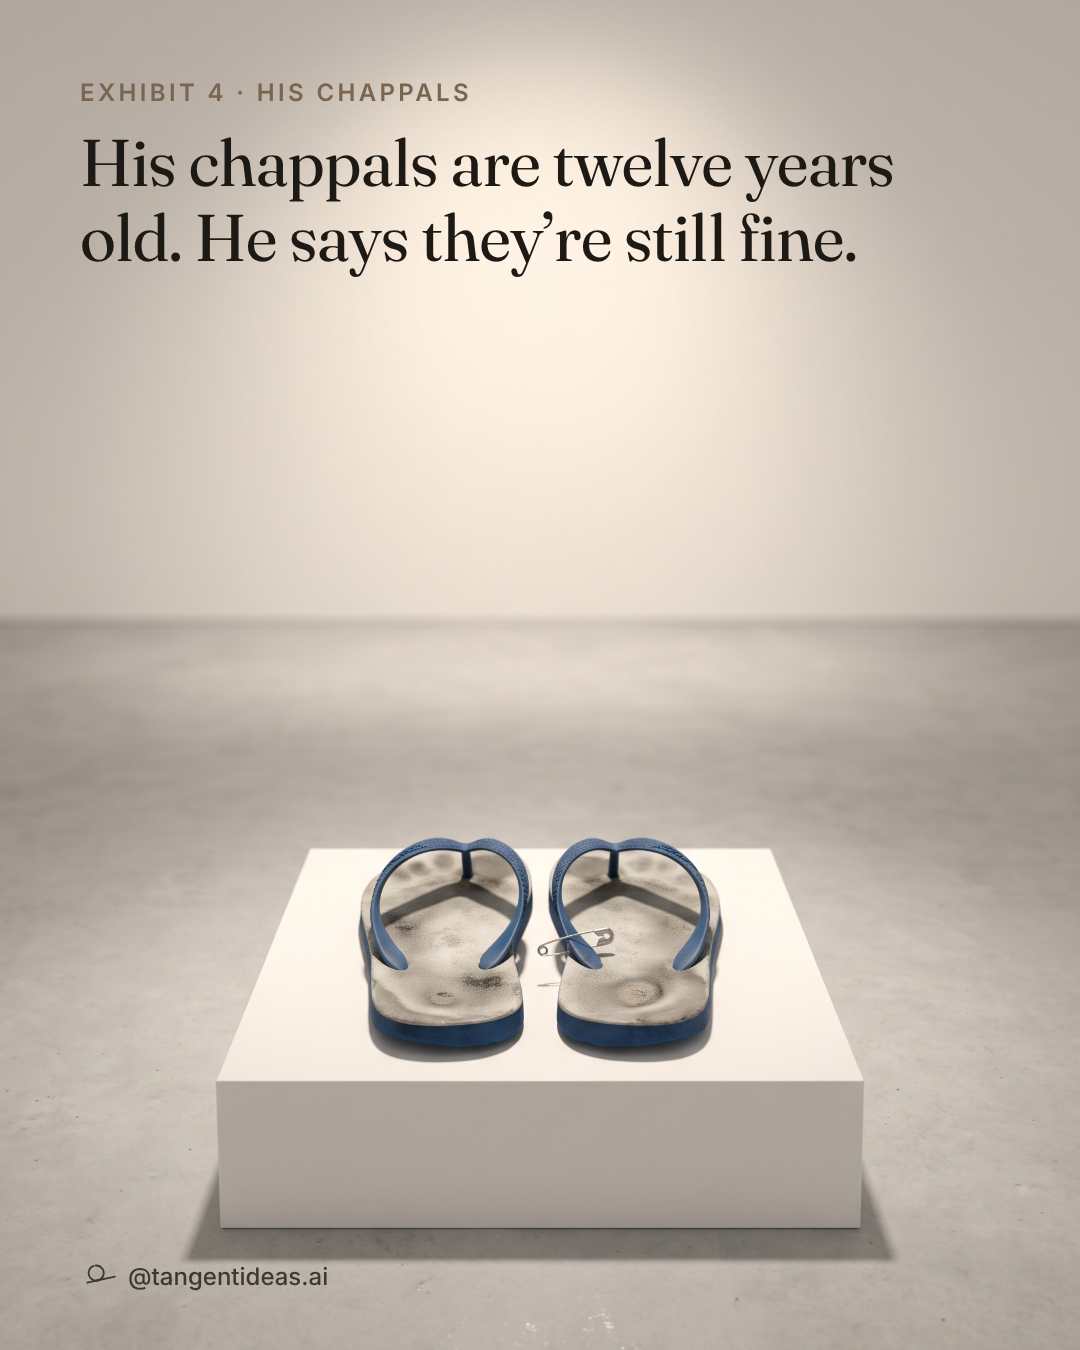 EXHIBIT 4 · HIS CHAPPALS
His chappals are twelve years
old. He says they’re still fine.
@tangentideas.ai